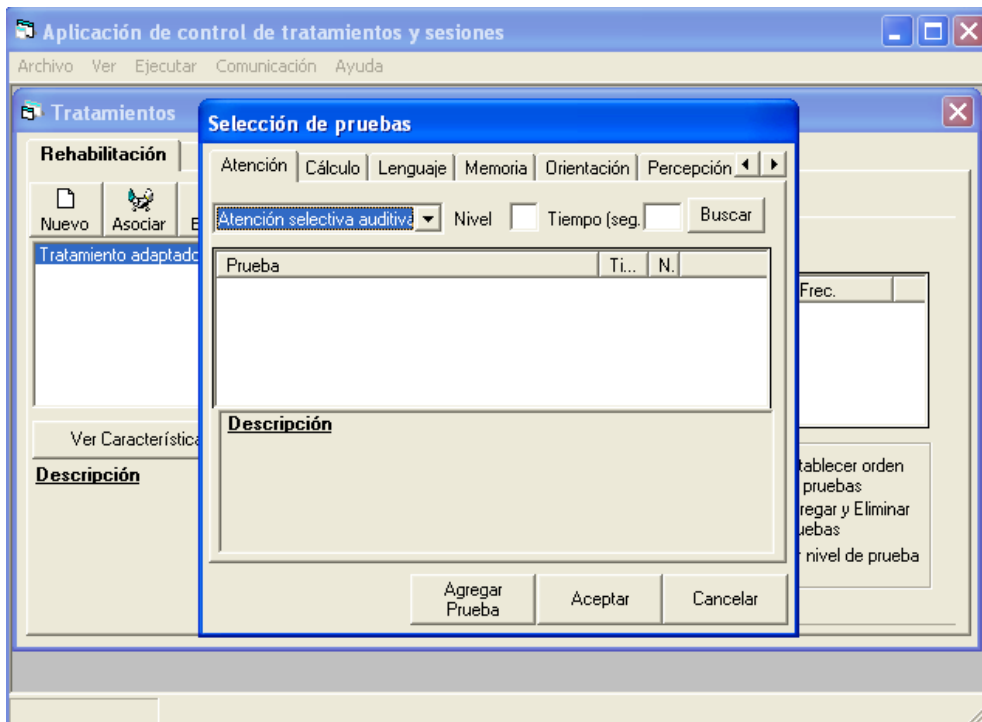 Aplicación de control de tratamientos y sesiones
Archivo Ver Ejecutar Comunicación Ayuda
Tratamientos
Rehabilitación
Nuevo Asociar E
Tratamiento adaptado
Ver Característica
Descripción
Selección de pruebas
Atención Cálculo Lenguaje Memoria Orientación Percepción
Atención selectiva auditiva Nivel Tiempo (seg. Buscar
Prueba Ti... N.
Descripción
Agregar
Prueba
Aceptar
Cancelar
Frec.
tablecer orden
pruebas
regar y Eliminar
uebas
nivel de prueba